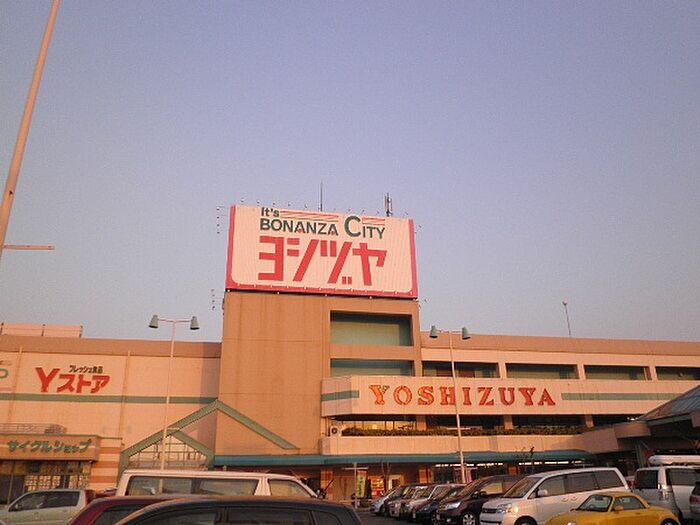 It's
BONANZA CITY
ヨシヅヤ
フレッシュ食品
Yストア
YOSHIZUYA
サイクルショップ